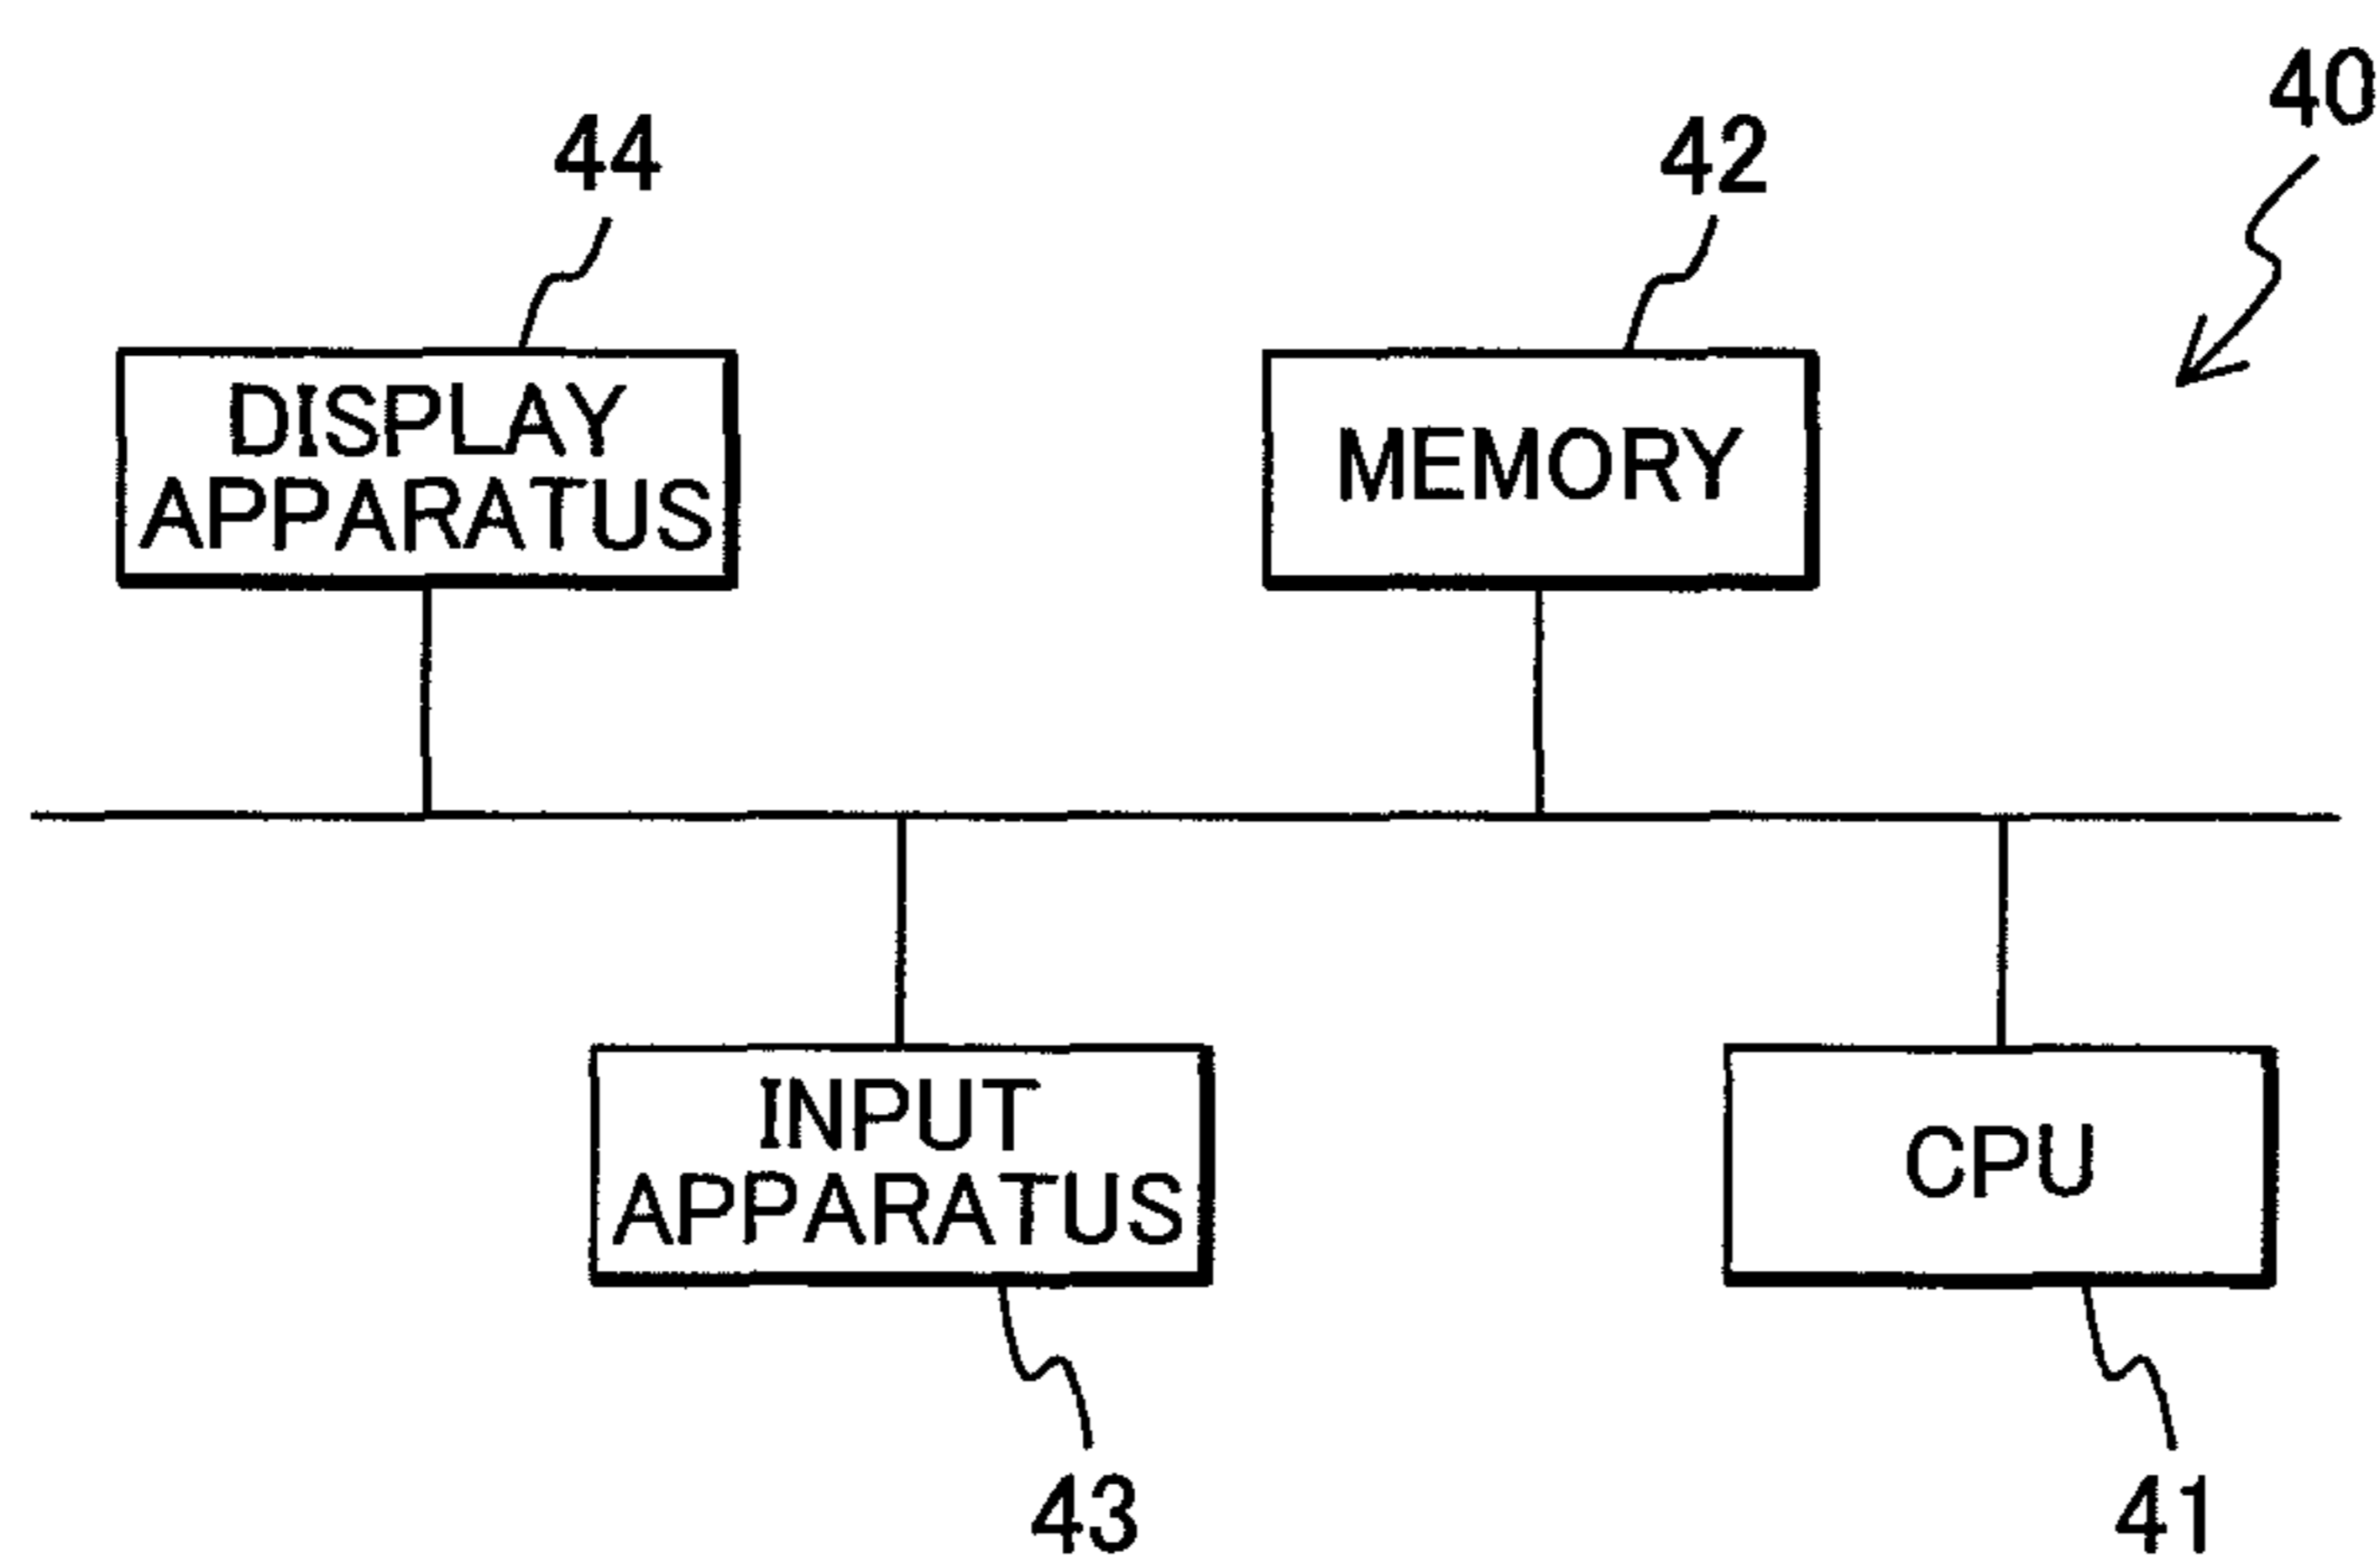 40
44
42
DISPLAY
APPARATUS
MEMORY
INPUT
APPARATUS
CPU
43
41